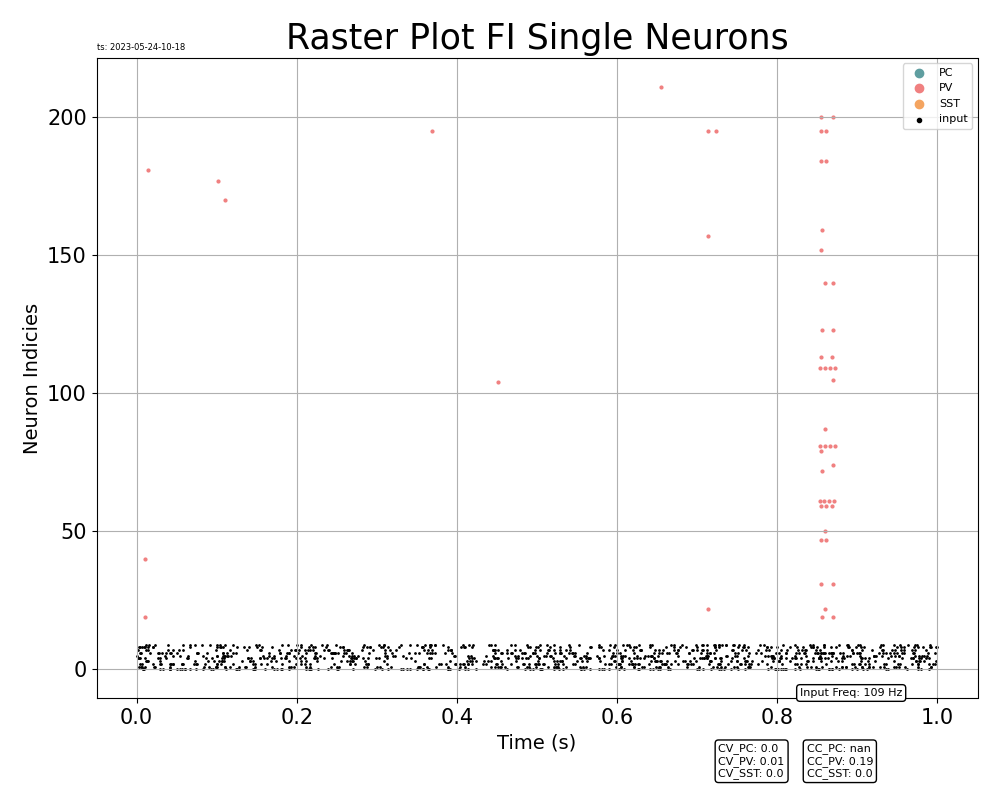 Raster Plot FI Single Neurons
ts: 2023-05-24-10-18
PC
PV
SST
input
200
150
100
50
0
Neuron Indicies
0.0 0.2 0.4 0.6 0.8 1.0
Time (s)
Input Freq: 109 Hz
CV_PC: 0.0
CV_PV: 0.01
CV_SST: 0.0
CC_PC: nan
CC_PV: 0.19
CC_SST: 0.0